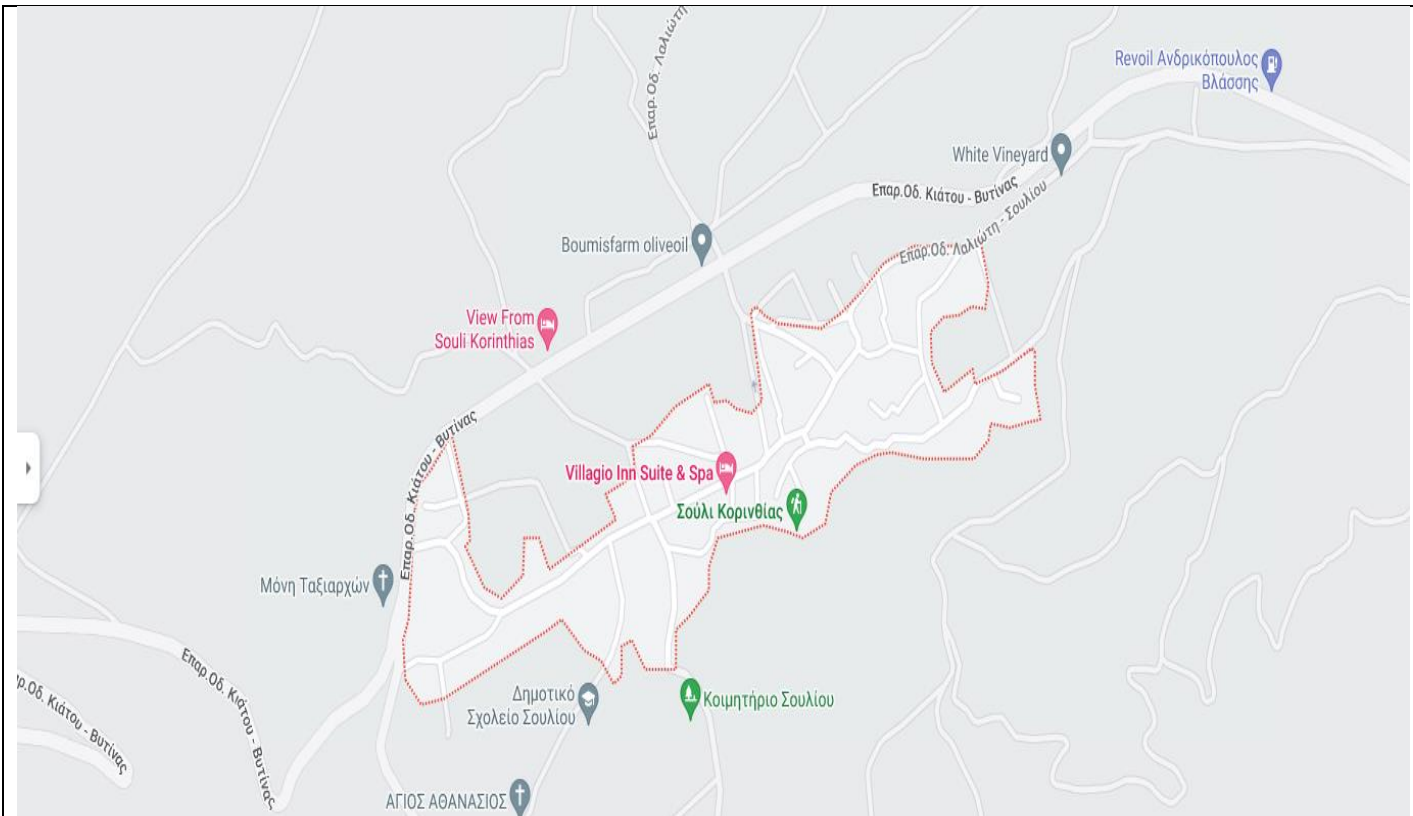 Επαρ.Οδ. Λαλιώτη
Revoil Ανδρικόπουλος
Βλάσσης
White Vineyard
Επαρ.Οδ. Κιάτου - Βυτίνας
Επαρ.Οδ. Λαλιώτη - Σουλίου
Boumisfarm oliveoil
View From
Souli Korinthias
Επαρ.Οδ. Κιάτου - Βυτίνας
Villagio Inn Suite & Spa
Σούλι Κορινθίας
Μόνη Ταξιαρχών
Επαρ.Οδ. Κιάτου - Βυτίνας
ρ.Οδ. Κιάτου - Βυτίνας
Δημοτικό
Σχολείο Σουλίου
Κοιμητήριο Σουλίου
ΑΓΙΟΣ ΑΘΑΝΑΣΙΟΣ